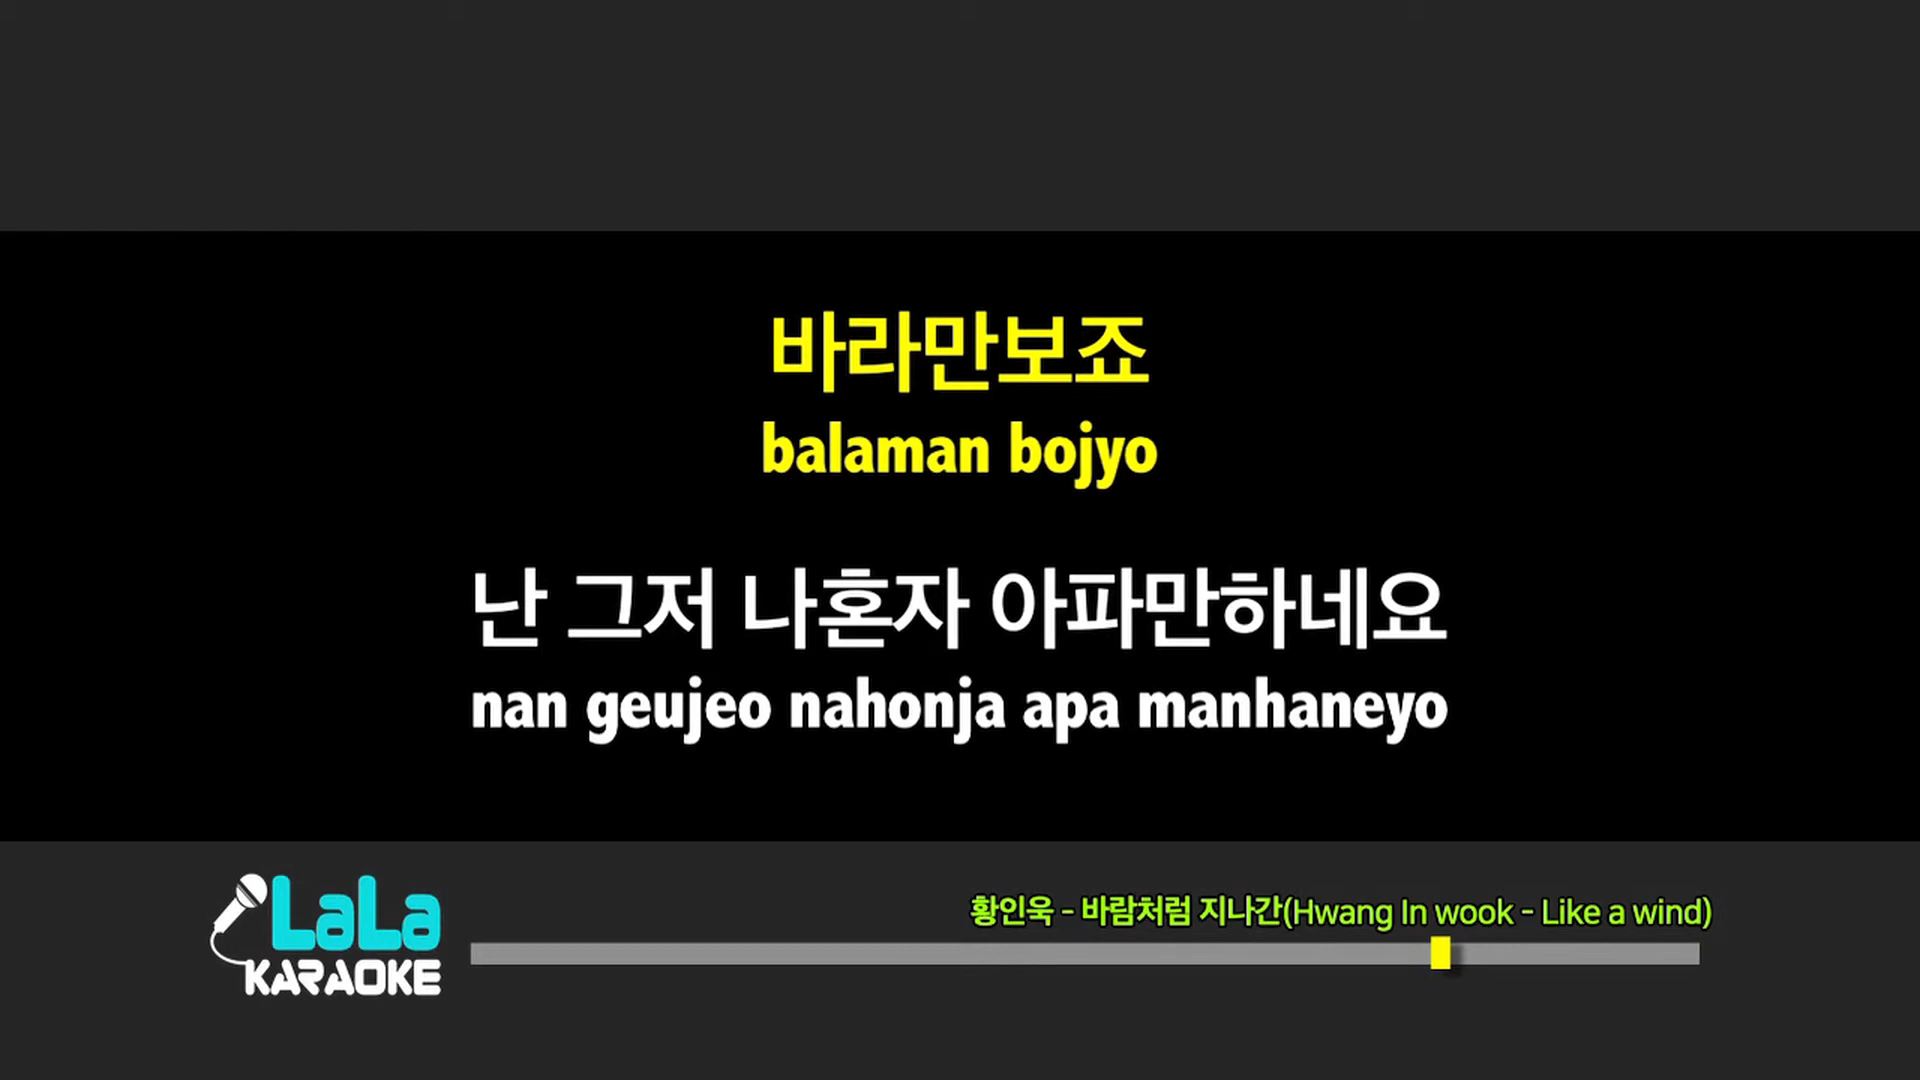 바라만보죠
balaman bojyo
난 그저 나혼자 아파만하네요
nan geujeo nahonja apa manhaneyo
황인욱 - 바람처럼 지나간(Hwang In wook - Like a wind)
LaLa
KARAOKE